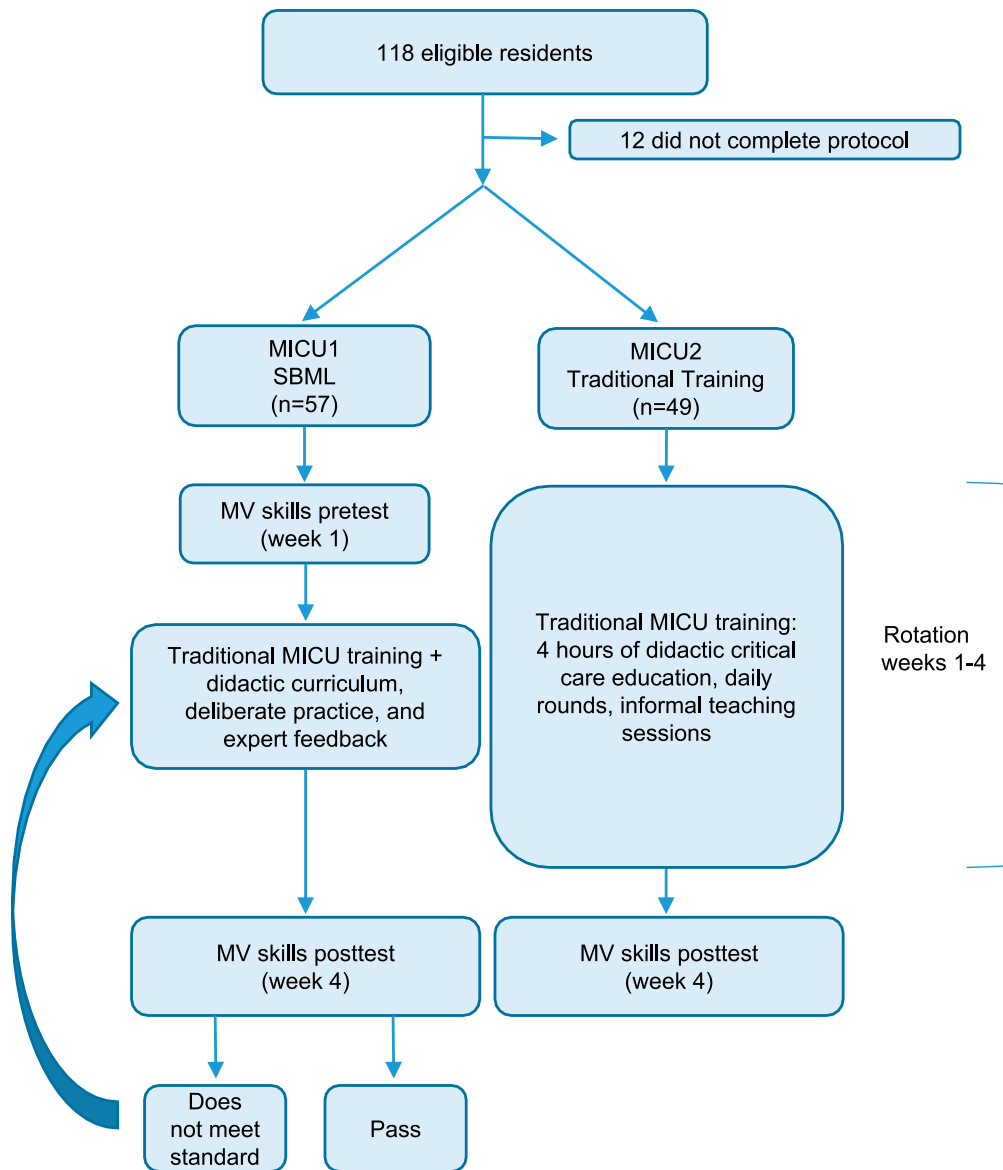 118 eligible residents
12 did not complete protocol
MICU1
SBML
(n=57)
MICU2
Traditional Training
(n=49)
MV skills pretest
(week 1)
Traditional MICU training +
didactic curriculum,
deliberate practice, and
expert feedback
Traditional MICU training:
4 hours of didactic critical
care education, daily
rounds, informal teaching
sessions
Rotation
weeks 1-4
MV skills posttest
(week 4)
MV skills posttest
(week 4)
Does
not meet
standard
Pass